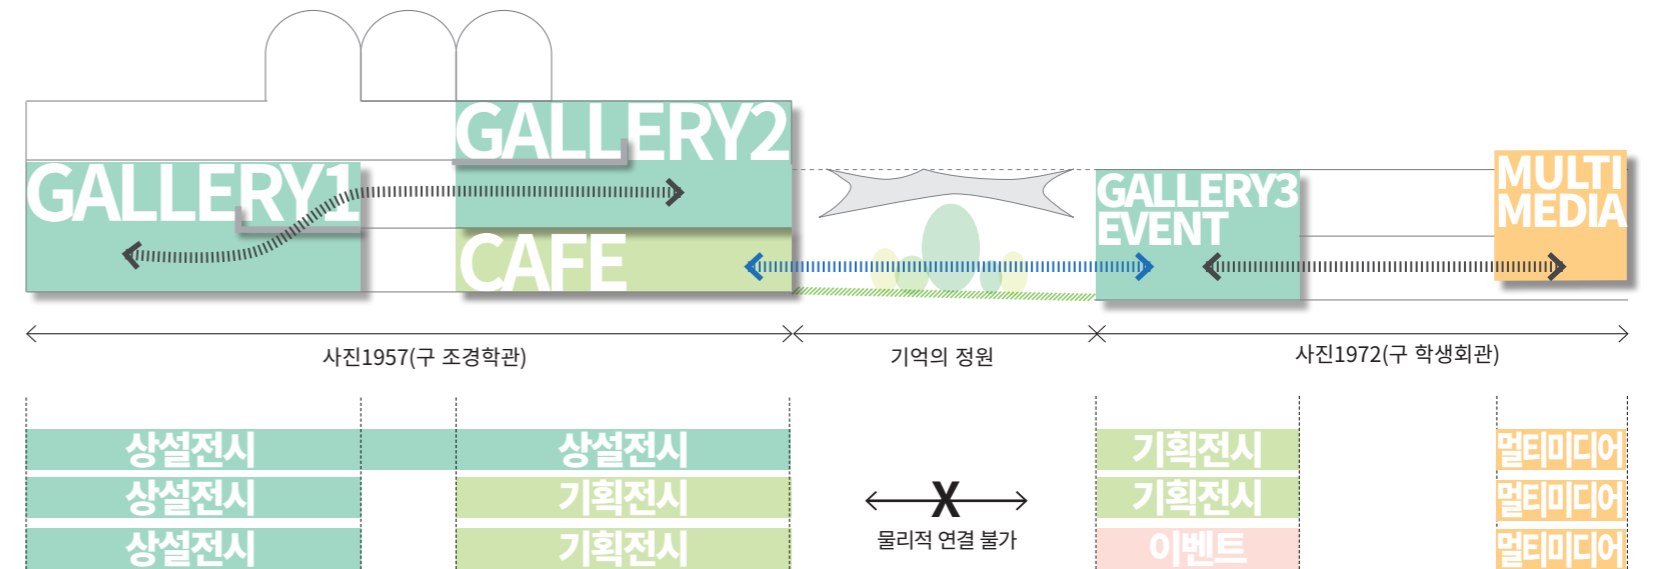 GALLERY1
GALLERY2
CAFE
GALLERY3
EVENT
MULTI
MEDIA
사진1957(구 조경학관)
기억의 정원
사진1972(구 학생회관)
상설전시
상설전시
기획전시
멀티미디어
상설전시
기획전시
X
기획전시
멀티미디어
물리적 연결 불가
상설전시
기획전시
이벤트
멀티미디어